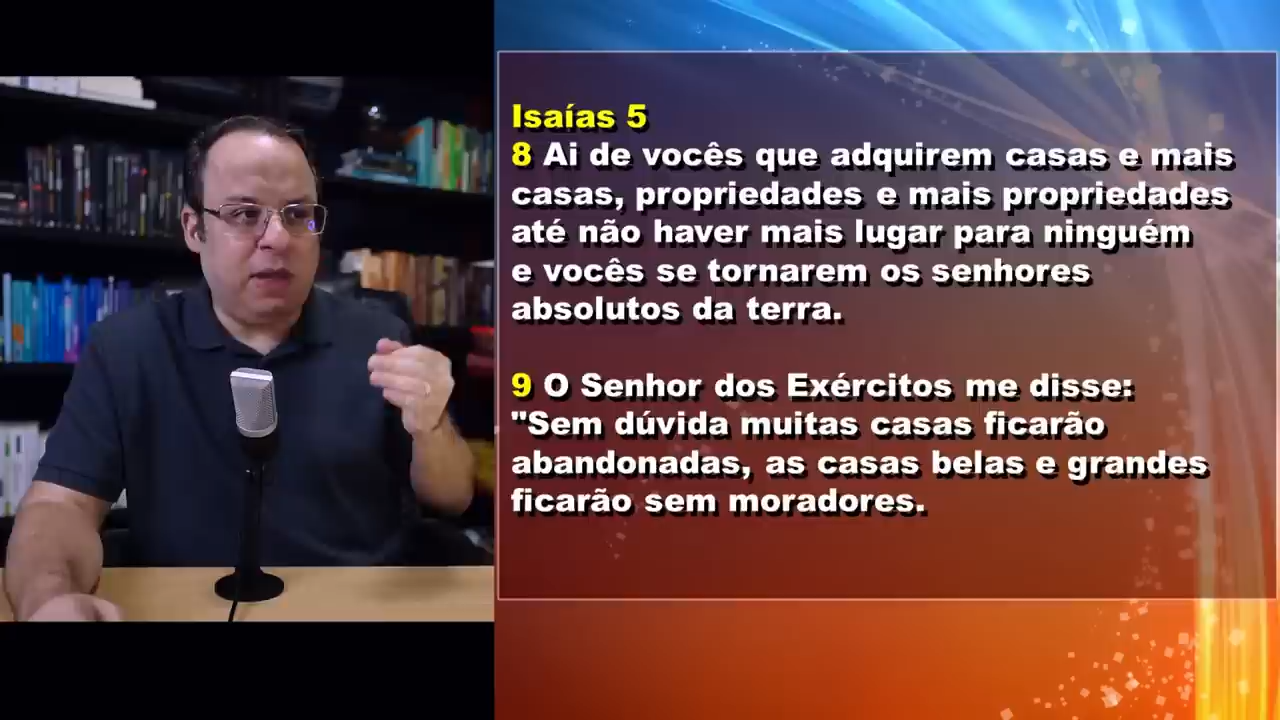 Isaías 5
8 Ai de vocês que adquirem casas e mais
casas, propriedades e mais propriedades
até não haver mais lugar para ninguém
e vocês se tornarem os senhores
absolutos da terra.
9 O Senhor dos Exércitos me disse:
"Sem dúvida muitas casas ficarão
abandonadas, as casas belas e grandes
ficarão sem moradores.